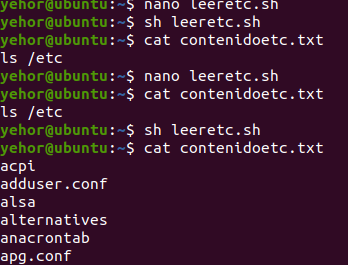 yehor@ubuntu:~$ nano leeretc.sh
yehor@ubuntu:~$ sh leeretc.sh
yehor@ubuntu:~$ cat contenidoetc.txt
ls /etc
yehor@ubuntu:~$ nano leeretc.sh
yehor@ubuntu:~$ cat contenidoetc.txt
ls /etc
yehor@ubuntu:~$ sh leeretc.sh
yehor@ubuntu:~$ cat contenidoetc.txt
acpi
adduser.conf
alsa
alternatives
anacrontab
apg.conf